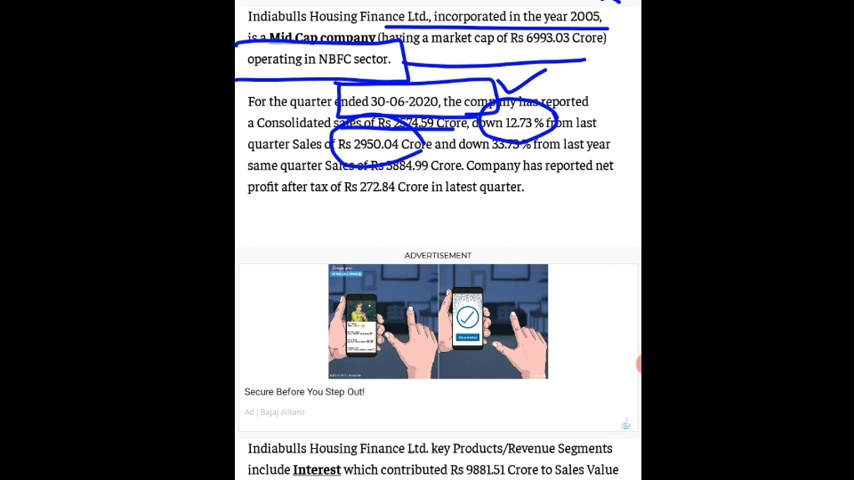 Indiabulls Housing Finance Ltd., incorporated in the year 2005,
is a Mid Cap company (having a market cap of Rs 6993.03 Crore)
operating in NBFC sector.
For the quarter ended 30-06-2020, the company has reported
a Consolidated sales of Rs 2574.59 Crore, down 12.73 % from last
quarter Sales of Rs 2950.04 Crore and down 33.73 % from last year
same quarter Sales of Rs 3884.99 Crore. Company has reported net
profit after tax of Rs 272.84 Crore in latest quarter.
ADVERTISEMENT
Secure Before You Step Out!
Ad | Bajaj Allianz
Indiabulls Housing Finance Ltd. key Products/Revenue Segments
include Interest which contributed Rs 9881.51 Crore to Sales Value